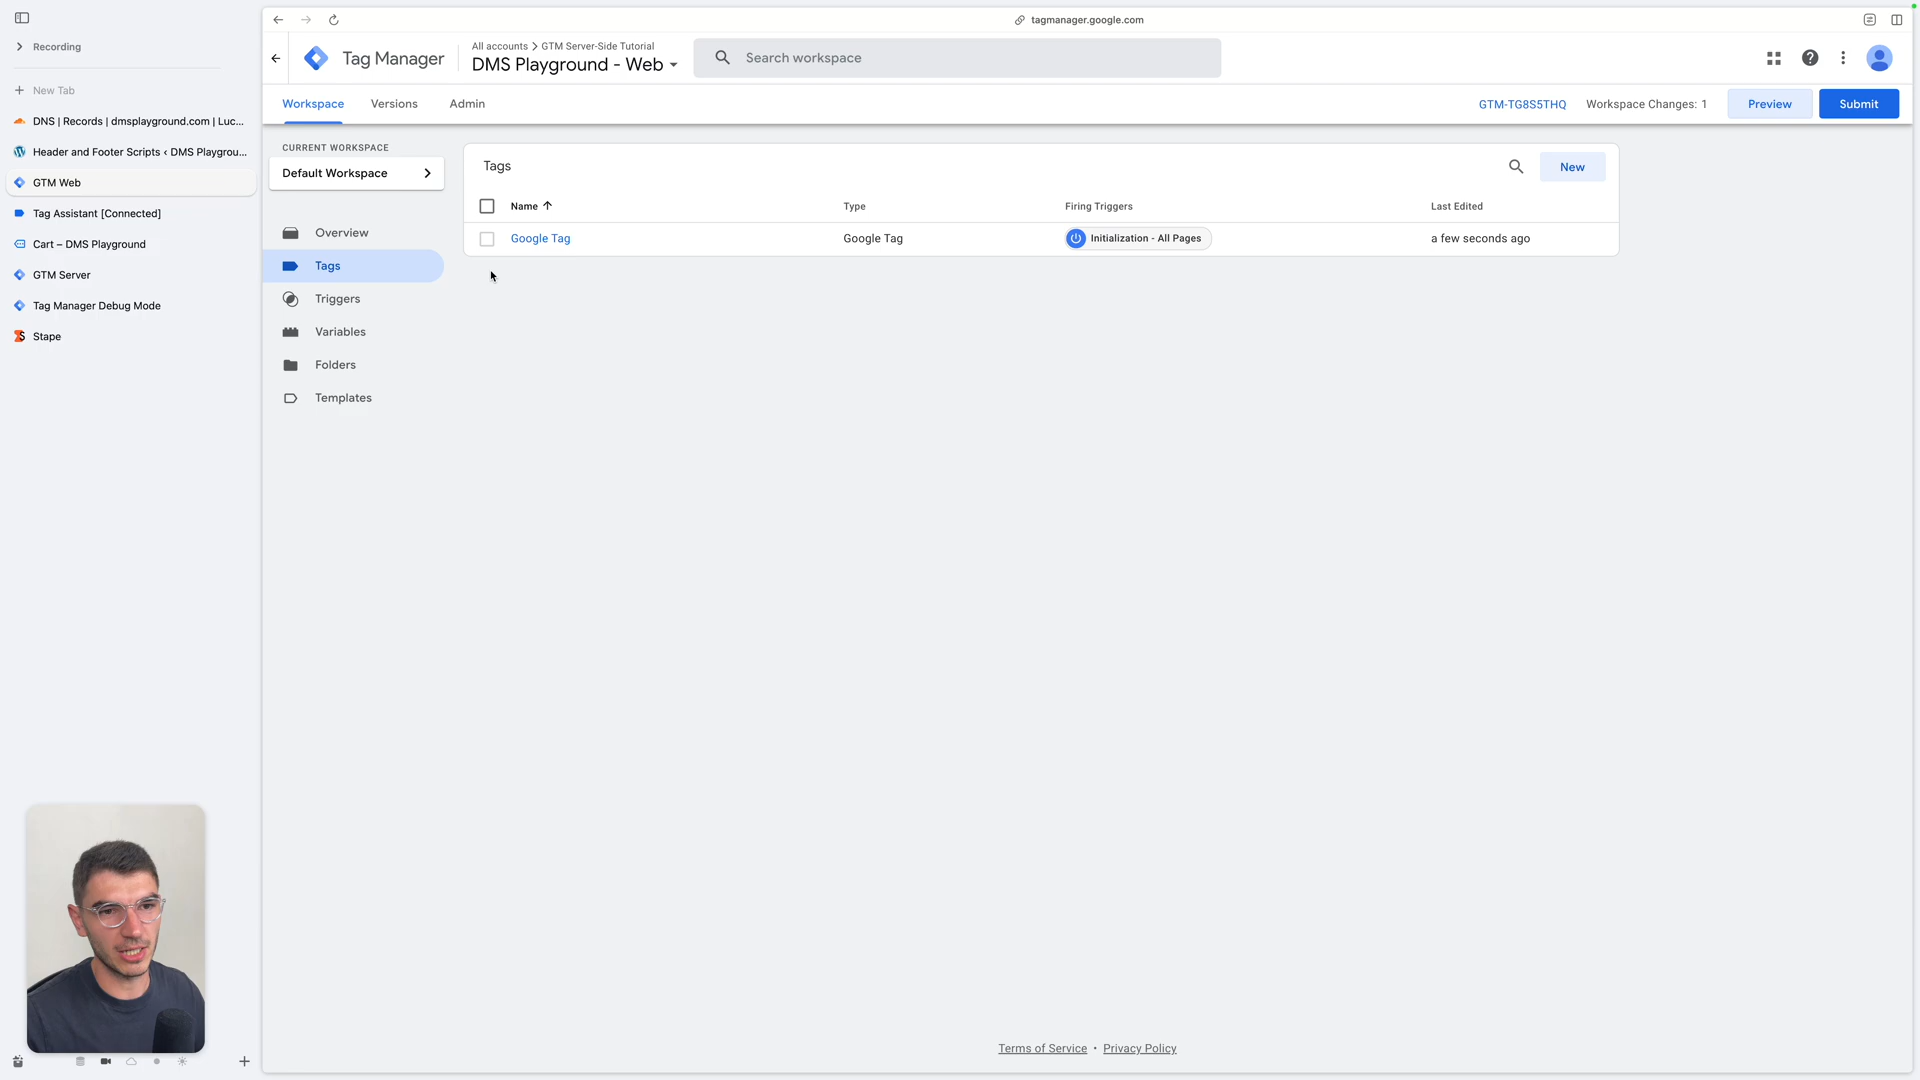 Recording
New Tab
DNS | Records | dmsplayground.com | Luc...
Header and Footer Scripts ‹ DMS Playgrou...
GTM Web
Tag Assistant [Connected]
Cart – DMS Playground
GTM Server
Tag Manager Debug Mode
Stape
tagmanager.google.com
Tag Manager
All accounts > GTM Server-Side Tutorial
DMS Playground - Web
Search workspace
Workspace
Versions
Admin
GTM-TG8S5THQ
Workspace Changes: 1
Preview
Submit
CURRENT WORKSPACE
Default Workspace
Overview
Tags
Triggers
Variables
Folders
Templates
Tags
New
Name
Type
Firing Triggers
Last Edited
Google Tag
Google Tag
Initialization - All Pages
a few seconds ago
Terms of Service • Privacy Policy